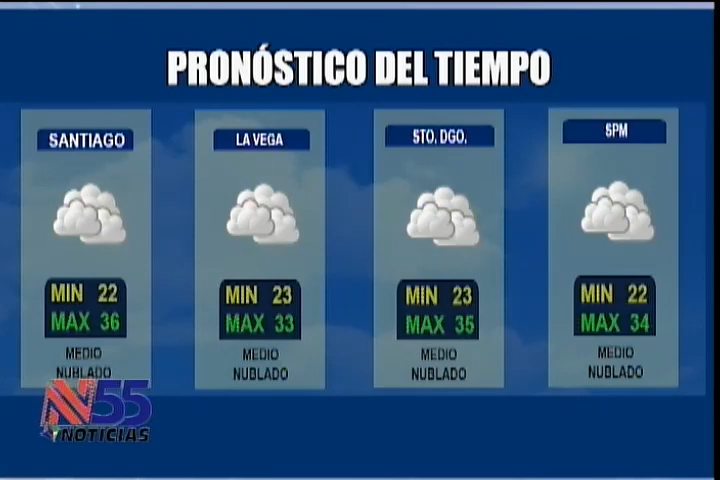 PRONÓSTICO DEL TIEMPO
SANTIAGO
MIN 22
MAX 36
MEDIO
NUBLADO
LA VEGA
MIN 23
MAX 33
MEDIO
NUBLADO
STO. DGO.
MIN 23
MAX 35
MEDIO
NUBLADO
SPM
MIN 22
MAX 34
MEDIO
NUBLADO
N55
NOTICIAS